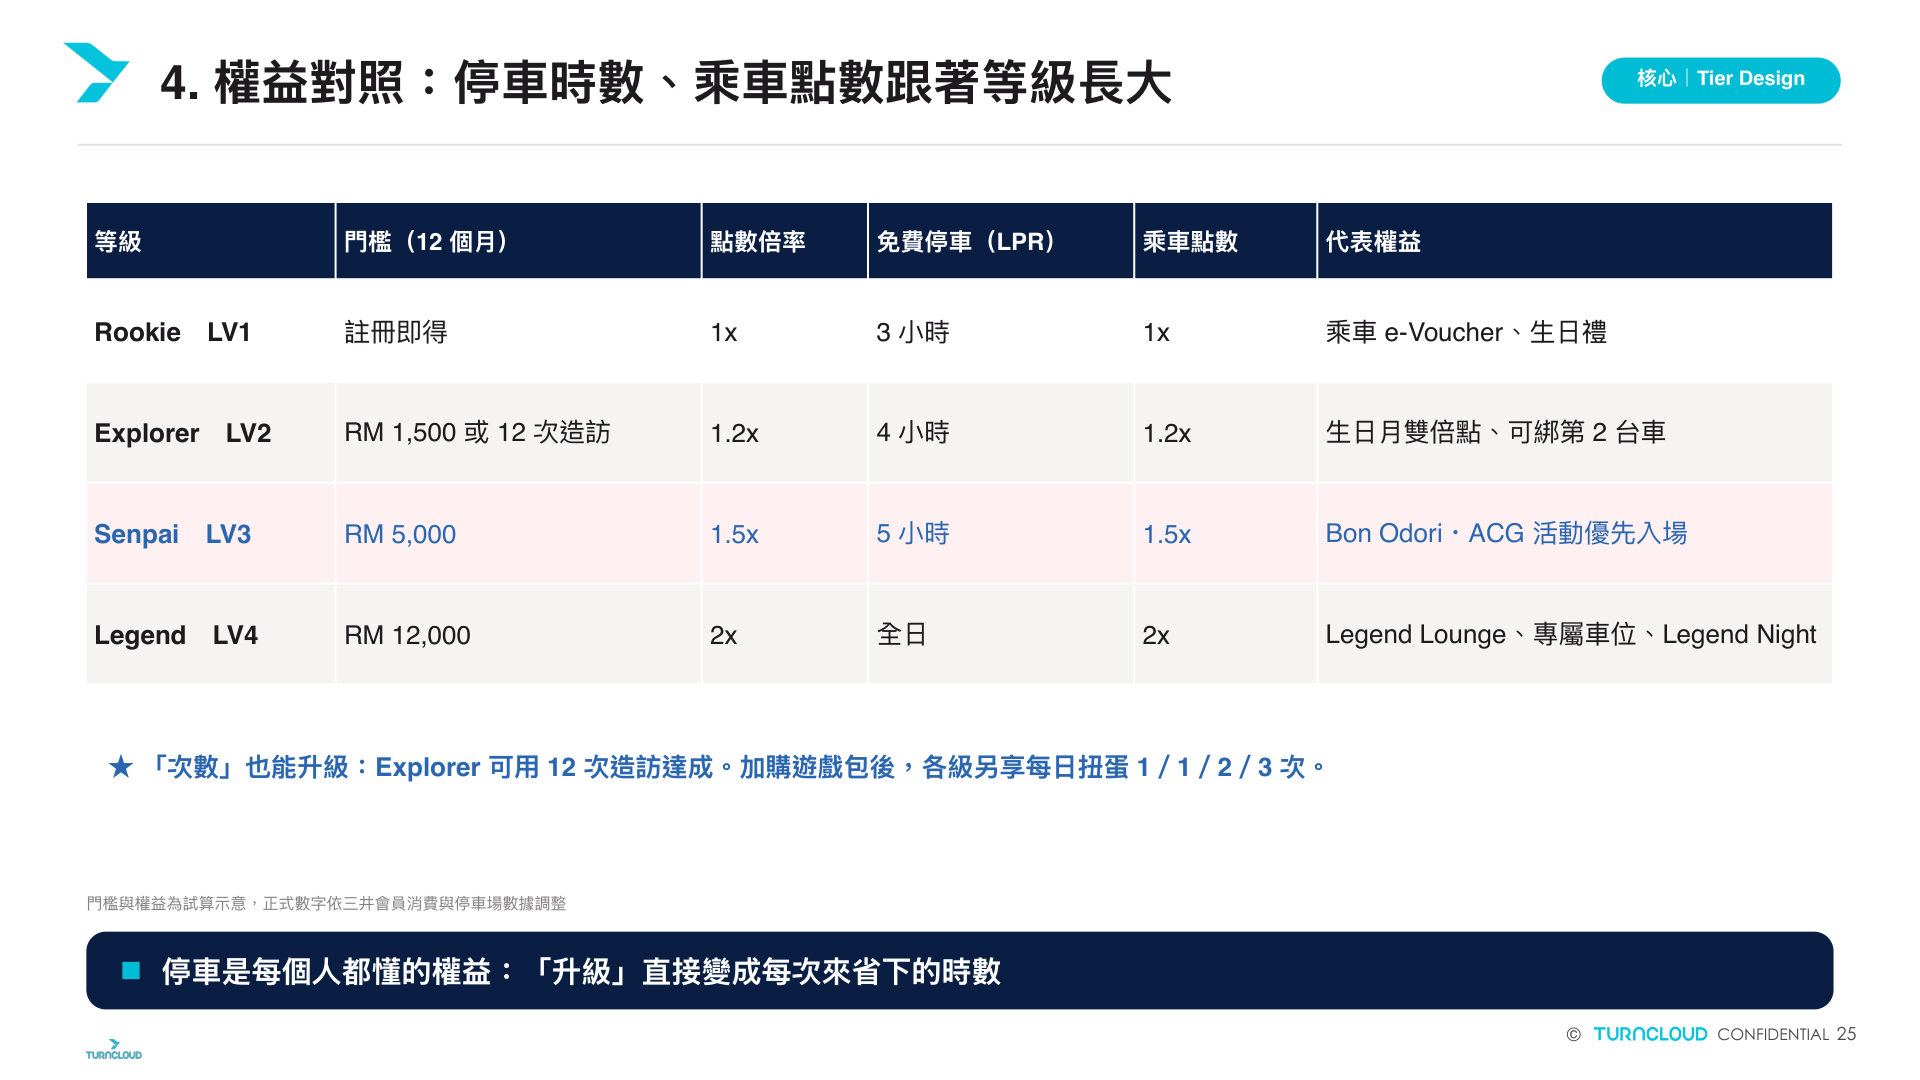 4. 權益對照：停車時數、乘車點數跟著等級長大
核心｜Tier Design
等級 門檻（12 個月） 點數倍率 免費停車（LPR） 乘車點數 代表權益
Rookie LV1 註冊即得 1x 3 小時 1x 乘車 e-Voucher、生日禮
Explorer LV2 RM 1,500 或 12 次造訪 1.2x 4 小時 1.2x 生日月雙倍點、可綁第 2 台車
Senpai LV3 RM 5,000 1.5x 5 小時 1.5x Bon Odori・ACG 活動優先入場
Legend LV4 RM 12,000 2x 全日 2x Legend Lounge、專屬車位、Legend Night
★ 「次數」也能升級：Explorer 可用 12 次造訪達成。加購遊戲包後，各級另享每日扭蛋 1 / 1 / 2 / 3 次。
門檻與權益為試算示意，正式數字依三井會員消費與停車場數據調整
■ 停車是每個人都懂的權益：「升級」直接變成每次來省下的時數
TURNCLOUD
© TURNCLOUD CONFIDENTIAL 25